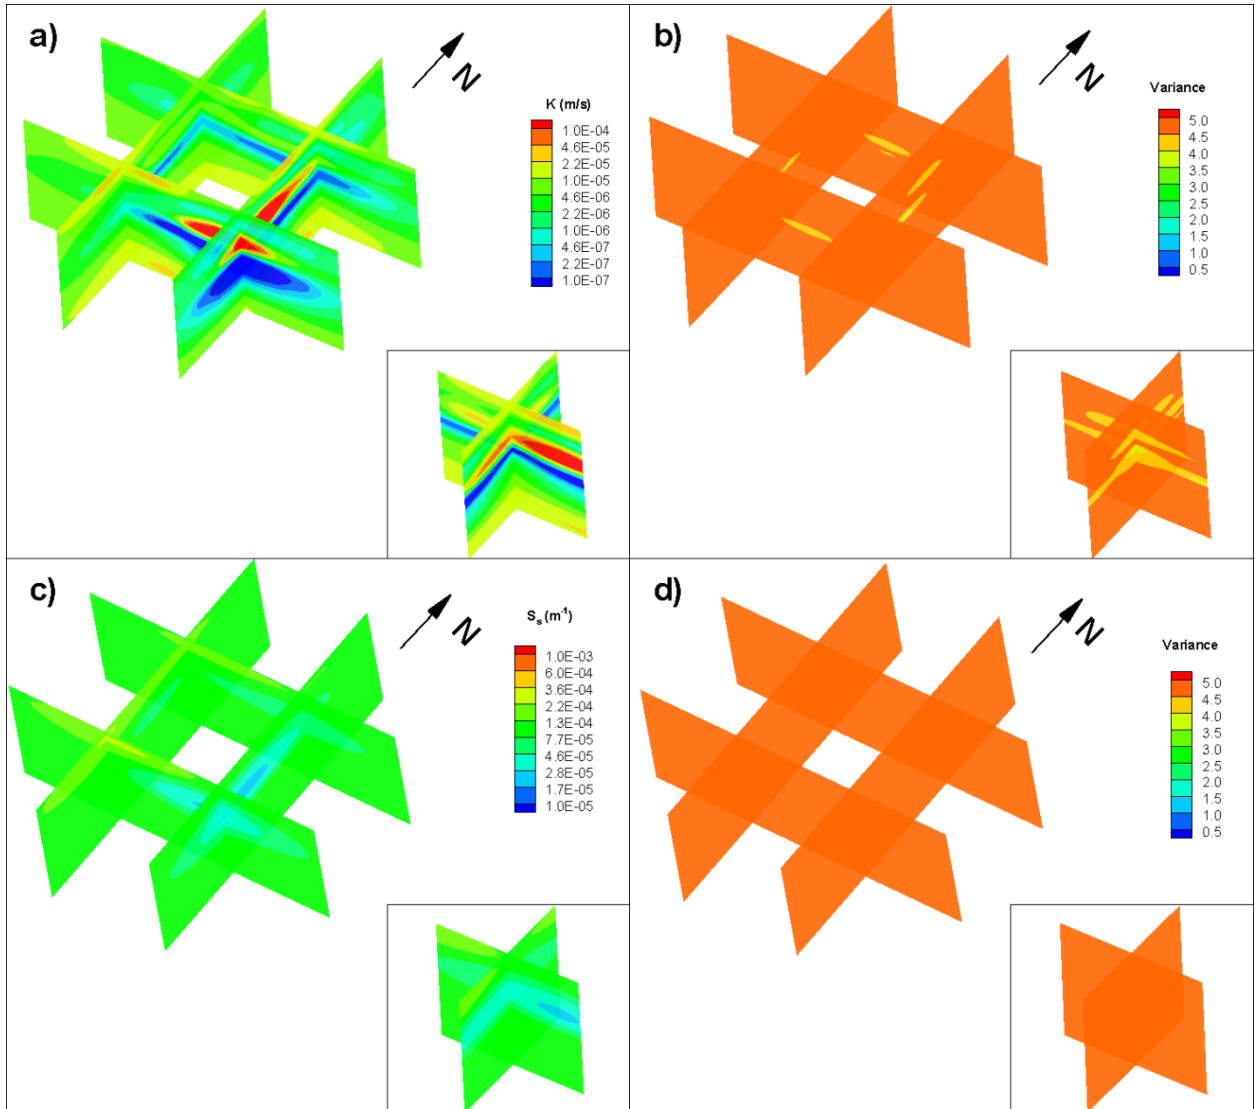 a)
N
K (m/s)
1.0E-04
4.6E-05
2.2E-05
1.0E-05
4.6E-06
2.2E-06
1.0E-06
4.6E-07
2.2E-07
1.0E-07
b)
N
Variance
5.0
4.5
4.0
3.5
3.0
2.5
2.0
1.5
1.0
0.5
c)
N
Ss (m-1)
1.0E-03
6.0E-04
3.6E-04
2.2E-04
1.3E-04
7.7E-05
4.6E-05
2.8E-05
1.7E-05
1.0E-05
d)
N
Variance
5.0
4.5
4.0
3.5
3.0
2.5
2.0
1.5
1.0
0.5